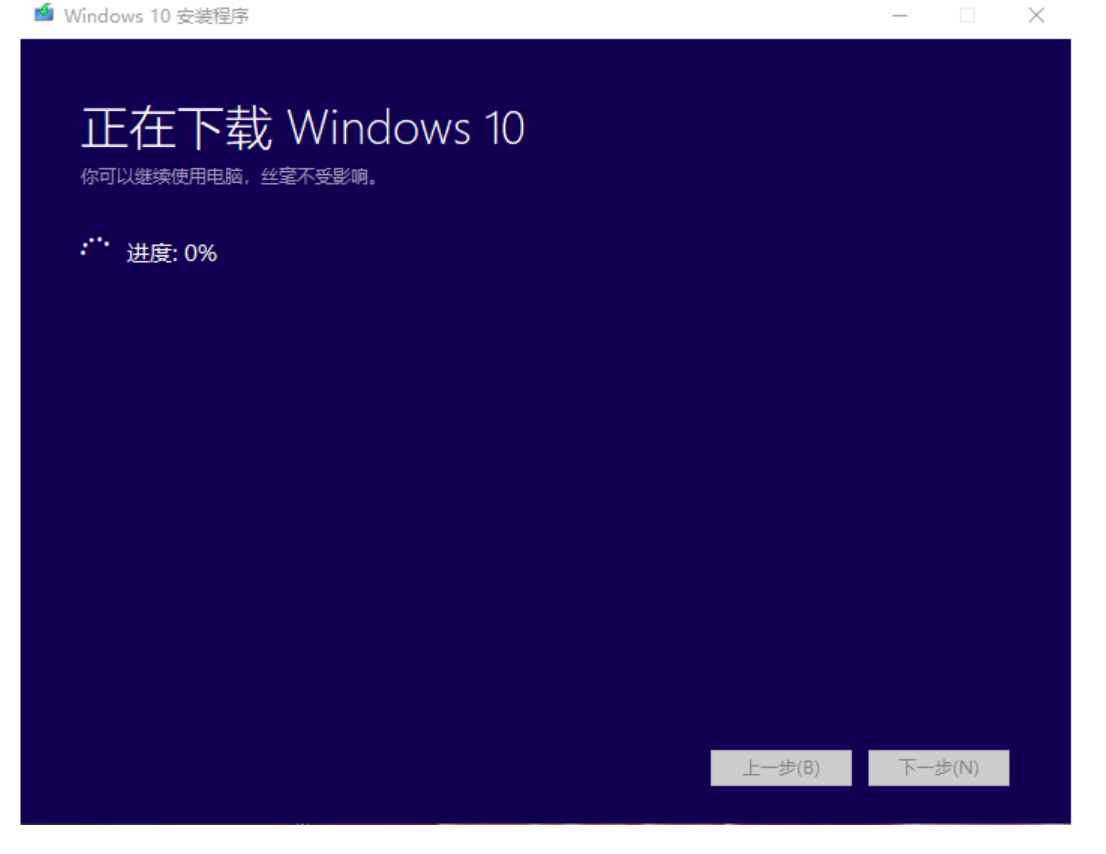 Windows 10 安装程序
正在下载 Windows 10
你可以继续使用电脑，丝毫不受影响。
进度: 0%
上一步(B)
下一步(N)